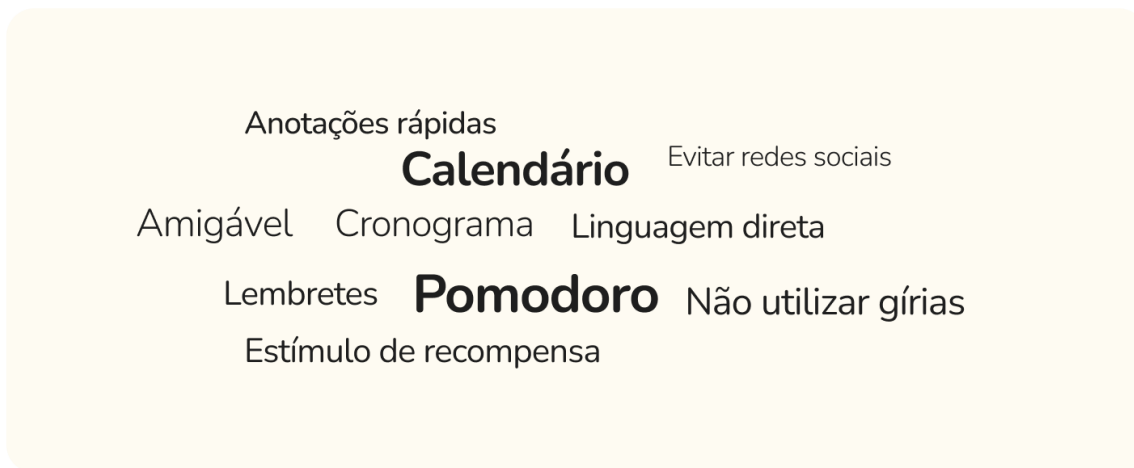 Anotações rápidas
Calendário
Evitar redes sociais
Amigável
Cronograma
Linguagem direta
Lembretes
Pomodoro
Não utilizar gírias
Estímulo de recompensa